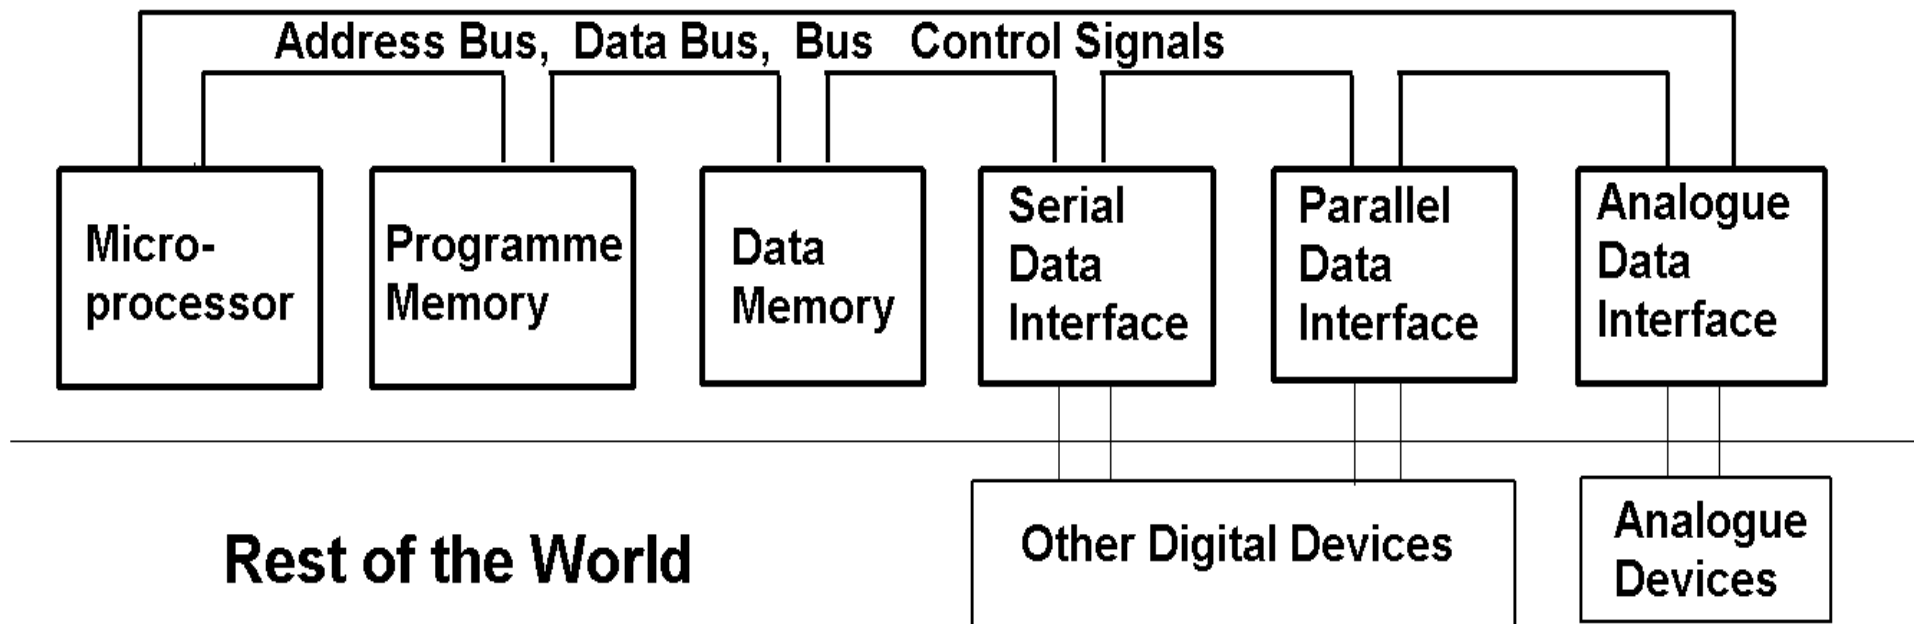 Address Bus, Data Bus, Bus Control Signals
Micro-
processor
Programme
Memory
Data
Memory
Serial
Data
Interface
Parallel
Data
Interface
Analogue
Data
Interface
Rest of the World
Other Digital Devices
Analogue
Devices